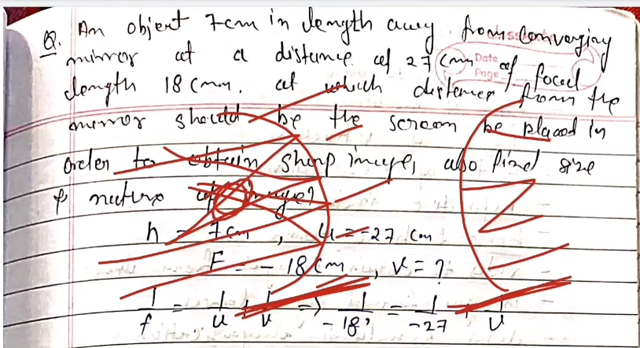 Q. An object 7cm in length away from converging
mirror at a distance of 27 cm of focal
Date
Page
length 18 cm. at which distance from the
mirror should be the screen be placed in
order to obtain sharp image, also find size
& nature of image?
h = 7cm , u = -27 cm
F = - 18 cm , V = ?
1/f = 1/u + 1/v => 1/-18 = 1/-27 + 1/v